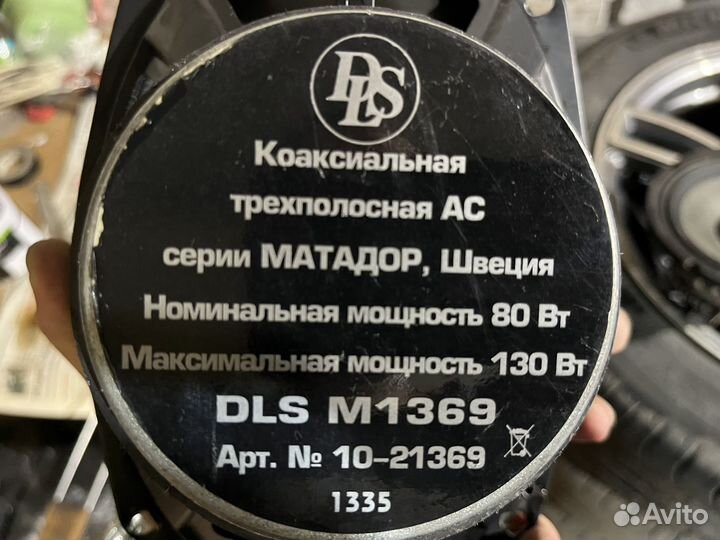 DLS
Коаксиальная
трехполосная АС
серии МАТАДОР, Швеция
Номинальная мощность 80 Вт
Максимальная мощность 130 Вт
DLS M1369
Арт. № 10-21369
1335
Avito